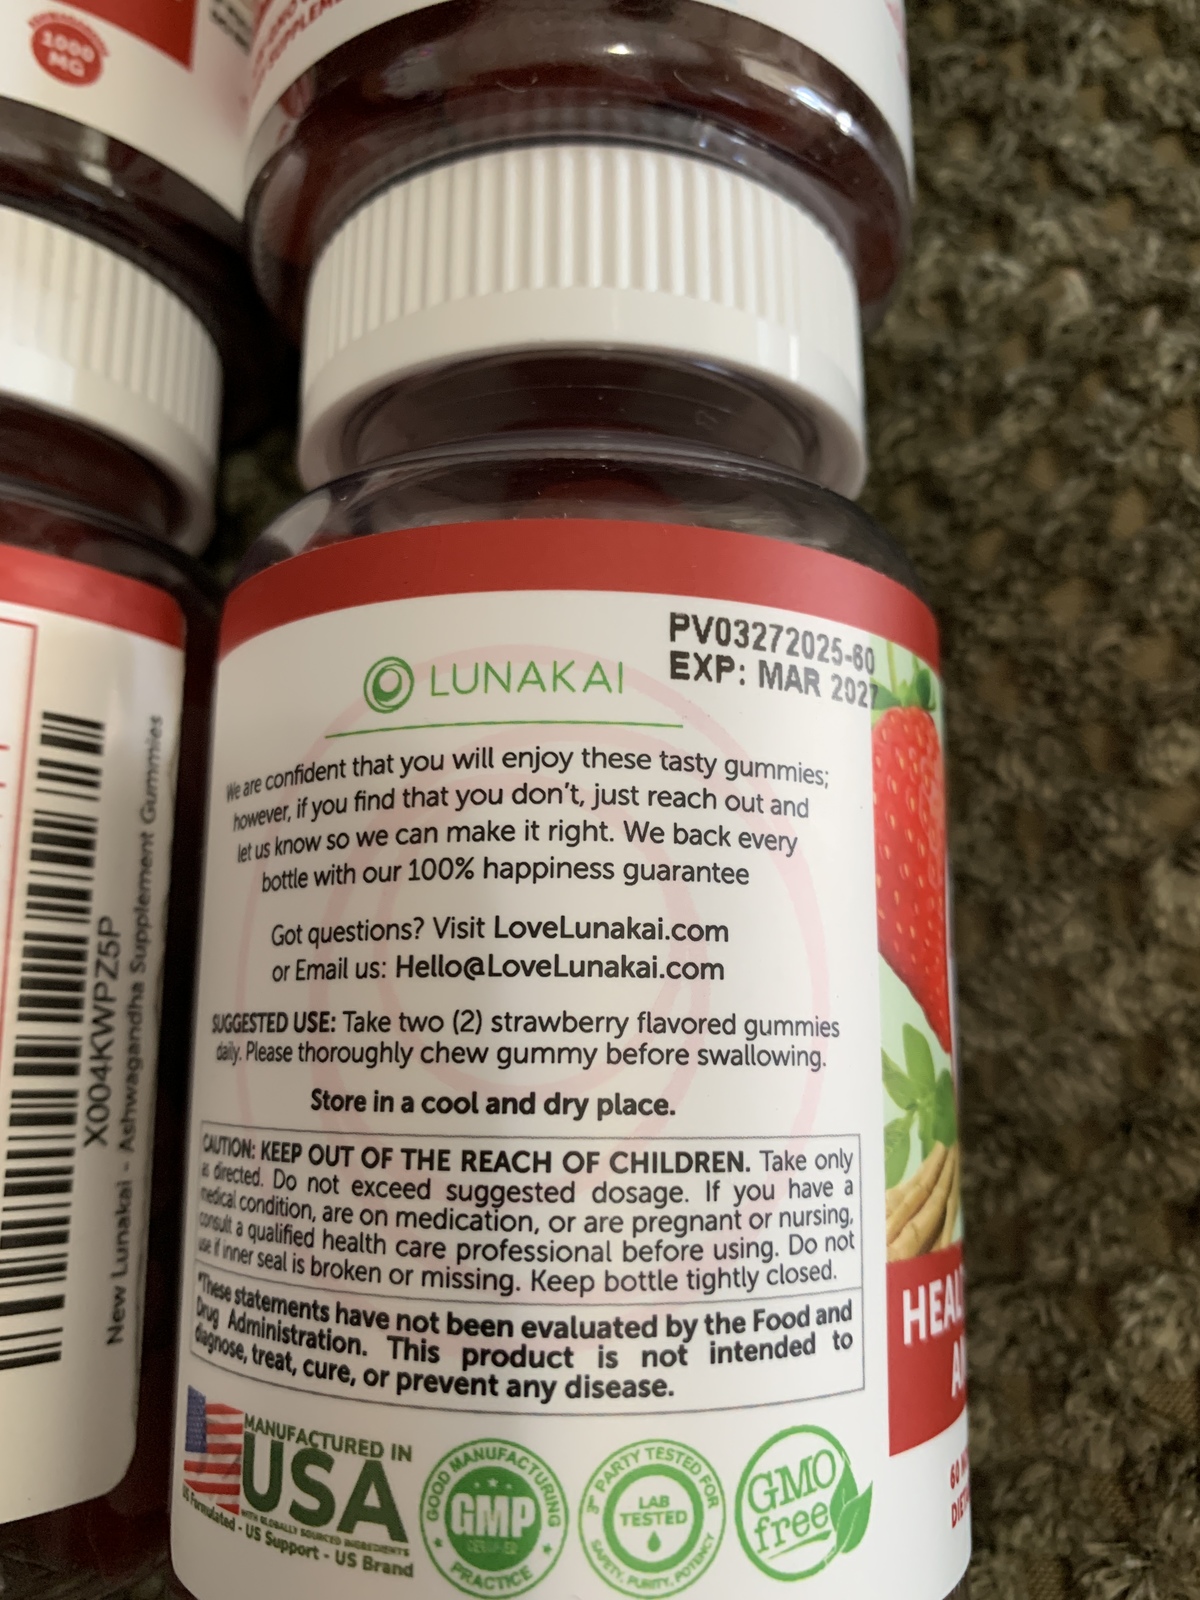 1000
MG
PV03272025-60
EXP: MAR 2027
LUNAKAI
We are confident that you will enjoy these tasty gummies;
however, if you find that you don't, just reach out and
let us know so we can make it right. We back every
bottle with our 100% happiness guarantee
Got questions? Visit LoveLunakai.com
or Email us: Hello@LoveLunakai.com
SUGGESTED USE: Take two (2) strawberry flavored gummies
daily. Please thoroughly chew gummy before swallowing.
Store in a cool and dry place.
CAUTION: KEEP OUT OF THE REACH OF CHILDREN. Take only
as directed. Do not exceed suggested dosage. If you have a
medical condition, are on medication, or are pregnant or nursing,
consult a qualified health care professional before using. Do not
use if inner seal is broken or missing. Keep bottle tightly closed.
*These statements have not been evaluated by the Food and
Drug Administration. This product is not intended to
diagnose, treat, cure, or prevent any disease.
MANUFACTURED IN
USA
WITH GLOBALLY SOURCED INGREDIENTS
US Formulated - US Support - US Brand
GOOD MANUFACTURING
GMP
CERTIFIED
PRACTICE
3RD PARTY TESTED FOR
LAB
TESTED
SAFETY, PURITY, POTENCY
GMO
free
X004KWPZ5P
New Lunakai - Ashwagandha Supplement Gummies
HEAL
60